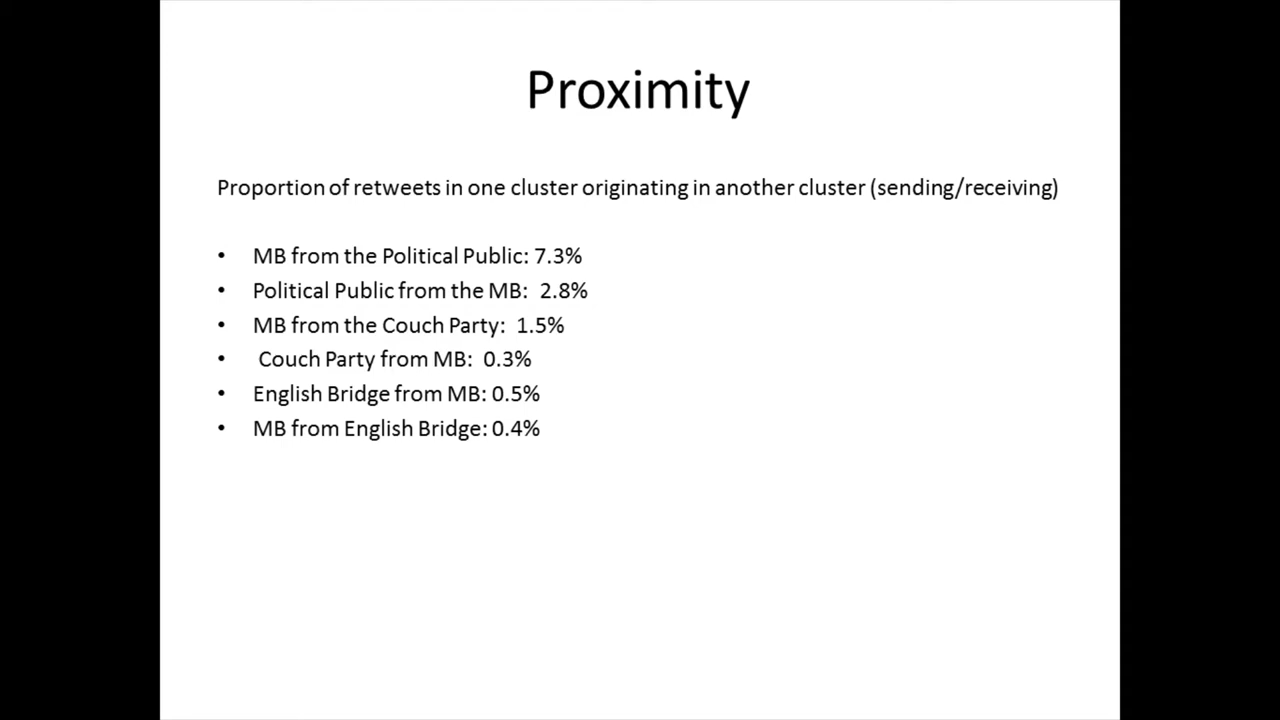 Proximity
Proportion of retweets in one cluster originating in another cluster (sending/receiving)
• MB from the Political Public: 7.3%
• Political Public from the MB: 2.8%
• MB from the Couch Party: 1.5%
• Couch Party from MB: 0.3%
• English Bridge from MB: 0.5%
• MB from English Bridge: 0.4%